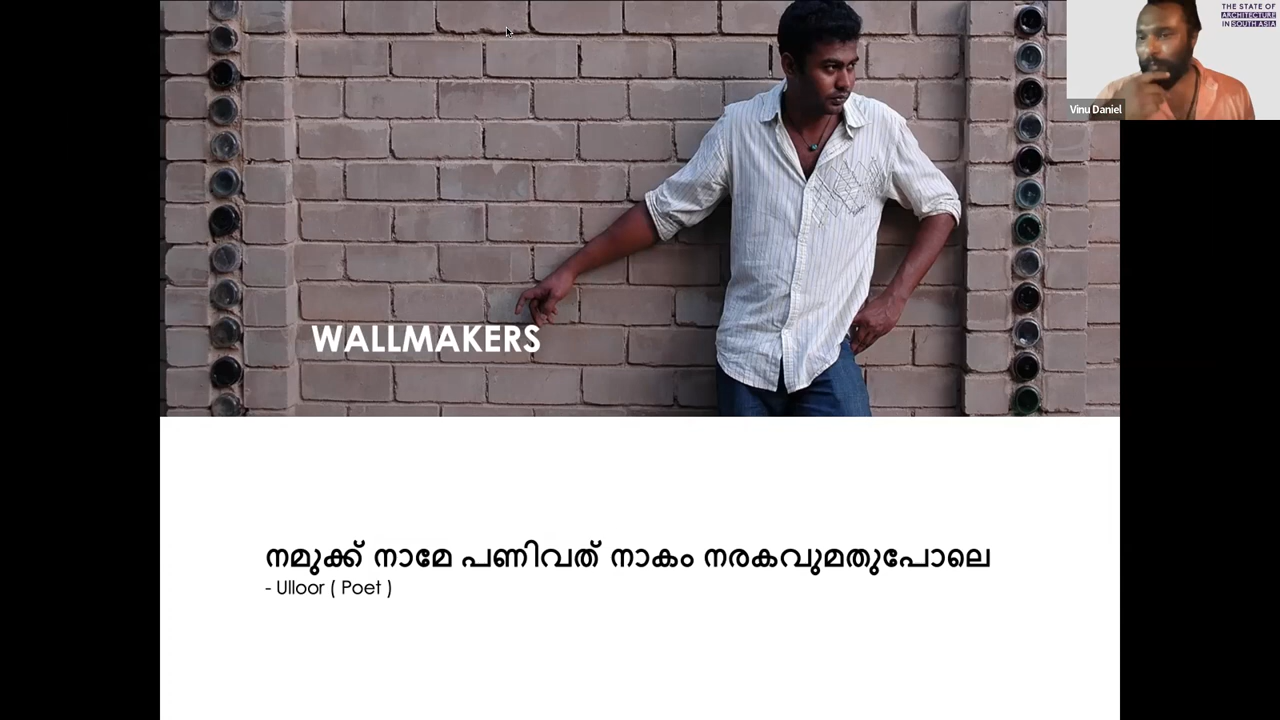 THE STATE OF
ARCHITECTURE
IN SOUTH ASIA
Vinu Daniel
WALLMAKERS
നമുക്ക് നാമേ പണിവത് നാകം നരകവുമതുപോലെ
- Ulloor ( Poet )